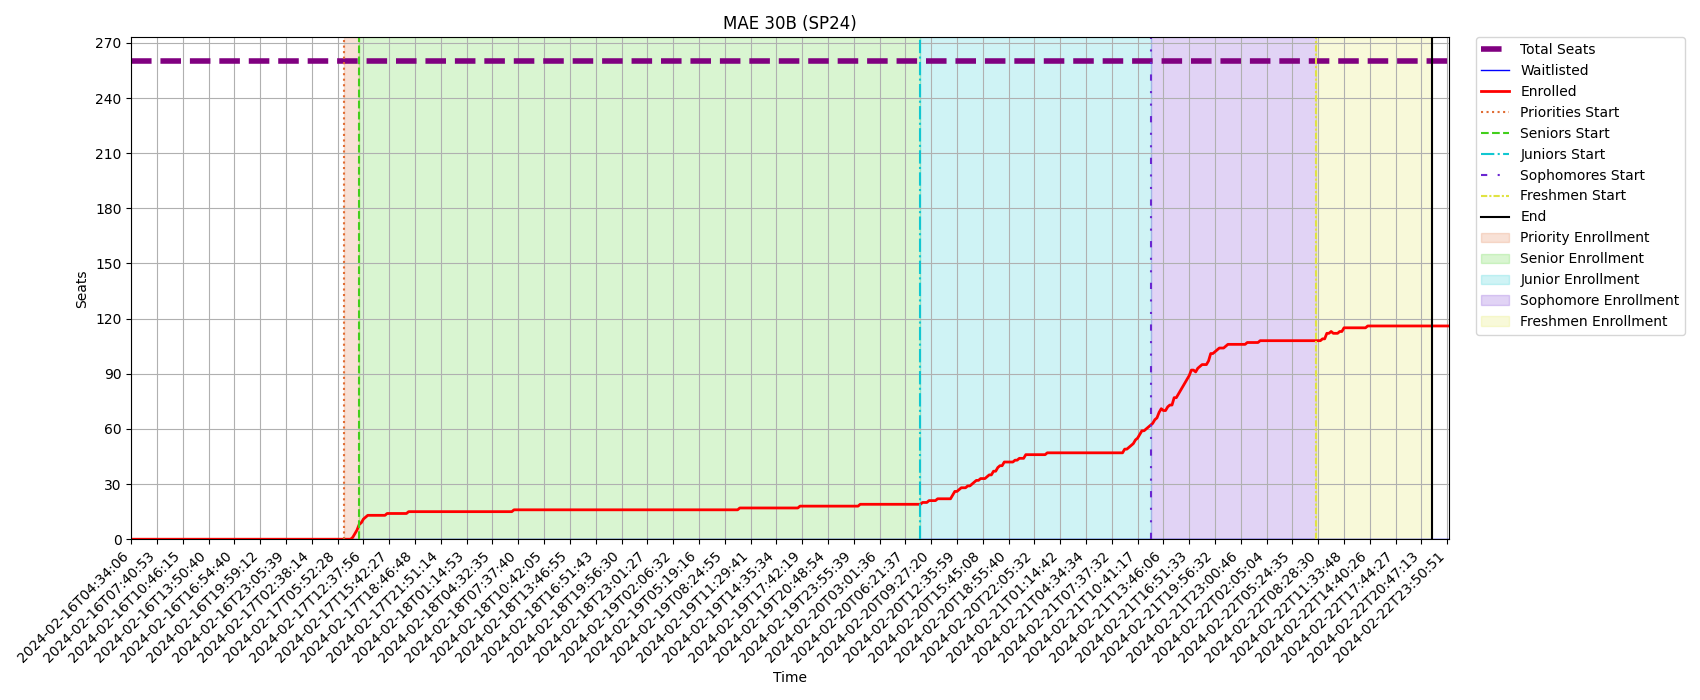 MAE 30B (SP24)
270
240
210
180
150
120
90
60
30
0
Seats
2024-02-16T04:34:06
2024-02-16T07:40:53
2024-02-16T10:46:15
2024-02-16T13:50:40
2024-02-16T16:54:40
2024-02-16T19:59:12
2024-02-16T23:05:39
2024-02-17T02:38:14
2024-02-17T05:52:28
2024-02-17T12:37:56
2024-02-17T15:42:27
2024-02-17T18:46:48
2024-02-17T21:51:14
2024-02-18T01:14:53
2024-02-18T04:32:35
2024-02-18T07:37:40
2024-02-18T10:42:05
2024-02-18T13:46:55
2024-02-18T16:51:43
2024-02-18T19:56:30
2024-02-18T23:01:27
2024-02-19T02:06:32
2024-02-19T05:19:16
2024-02-19T08:24:55
2024-02-19T11:29:41
2024-02-19T14:35:34
2024-02-19T17:42:19
2024-02-19T20:48:54
2024-02-19T23:55:39
2024-02-20T03:01:36
2024-02-20T06:21:37
2024-02-20T09:27:20
2024-02-20T12:35:59
2024-02-20T15:45:08
2024-02-20T18:55:40
2024-02-20T22:05:32
2024-02-21T01:14:42
2024-02-21T04:34:34
2024-02-21T07:37:32
2024-02-21T10:41:17
2024-02-21T13:46:06
2024-02-21T16:51:33
2024-02-21T19:56:32
2024-02-21T23:00:46
2024-02-22T02:05:04
2024-02-22T05:24:35
2024-02-22T08:28:30
2024-02-22T11:33:48
2024-02-22T14:40:26
2024-02-22T17:44:27
2024-02-22T20:47:13
2024-02-22T23:50:51
Time
Total Seats
Waitlisted
Enrolled
Priorities Start
Seniors Start
Juniors Start
Sophomores Start
Freshmen Start
End
Priority Enrollment
Senior Enrollment
Junior Enrollment
Sophomore Enrollment
Freshmen Enrollment